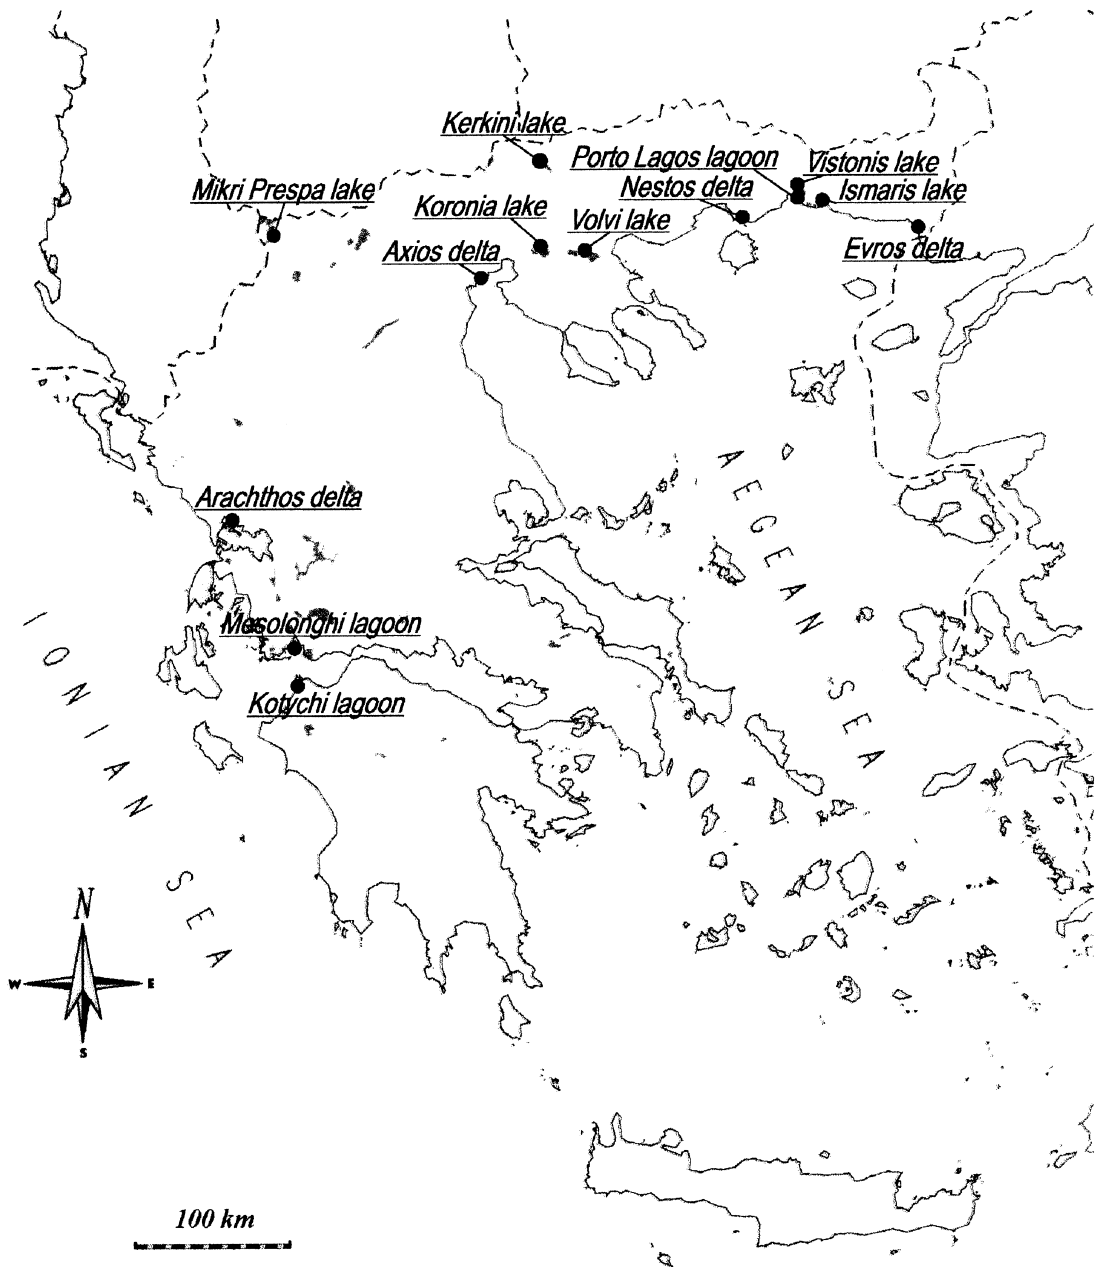 Kerkini lake
Porto Lagos lagoon
Vistonis lake
Mikri Prespa lake
Nestos delta
Ismaris lake
Koronia lake
Volvi lake
Axios delta
Evros delta
AEGEAN SEA
Arachthos delta
IONIAN SEA
Mesolonghi lagoon
Kotychi lagoon
N
W
E
S
100 km